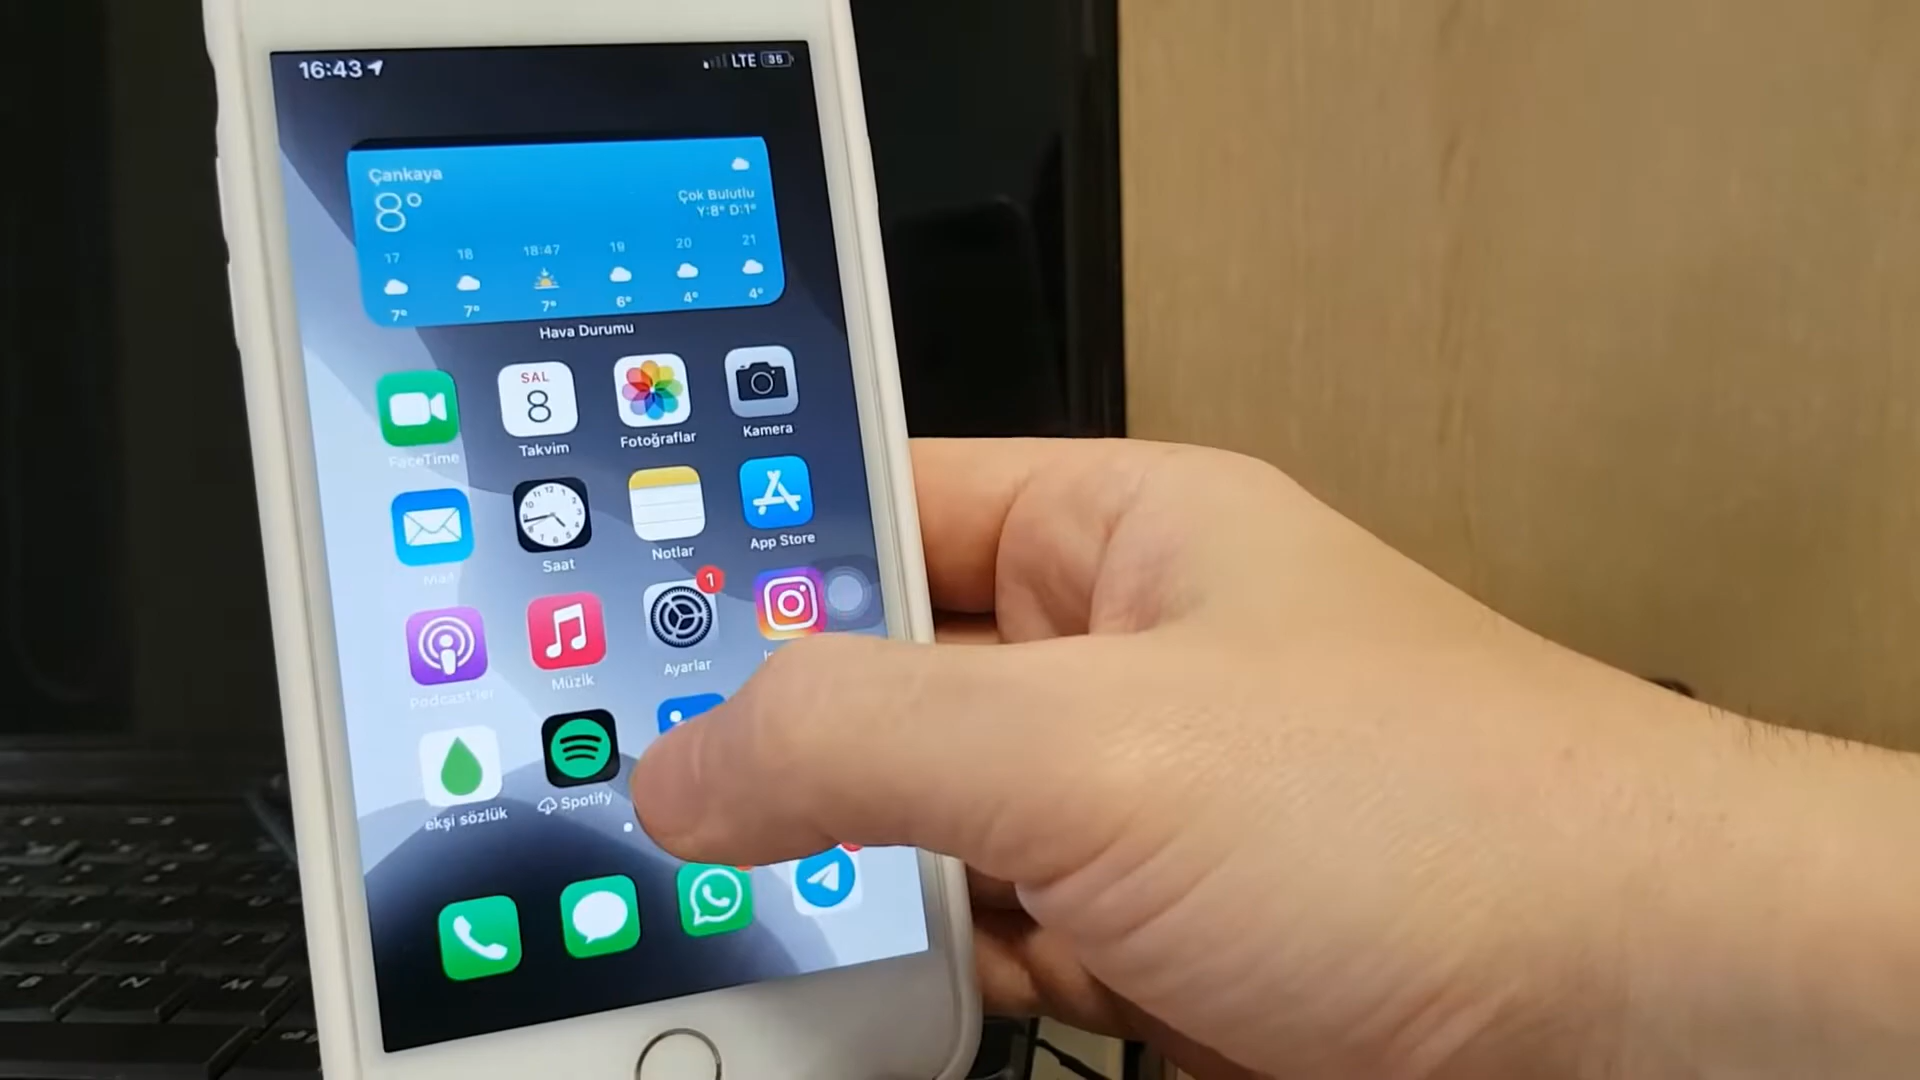 16:43
LTE 35
Çankaya
8°
Çok Bulutlu
Y:8° D:1°
17 18 18:47 19 20 21
7° 7° 7° 6° 4° 4°
Hava Durumu
SAL
8
FaceTime Takvim Fotoğraflar Kamera
Mail Saat Notlar App Store
1
Podcast'ler Müzik Ayarlar
ekşi sözlük Spotify